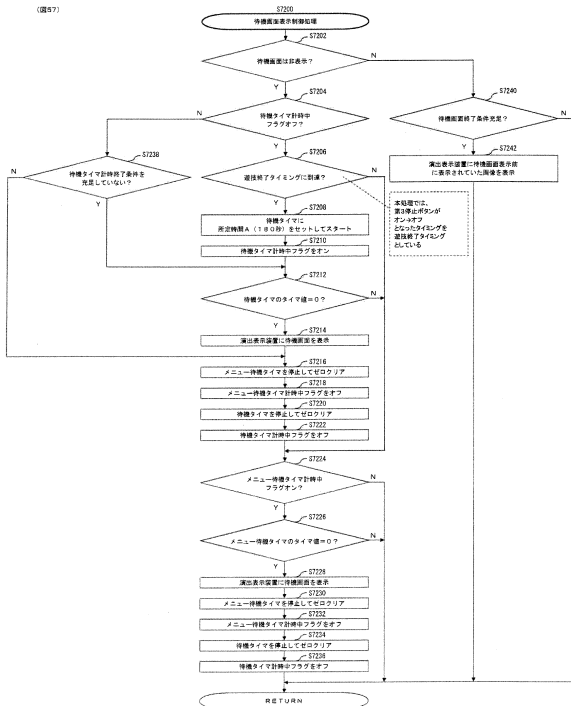 (図57)
S7200
待機画面表示制御処理
S7202
待機画面は非表示?
N
Y
S7204
待機タイマ計時中
フラグオフ?
N
Y
S7240
待機画面終了条件充足?
N
Y
S7242
演出表示装置に待機画面表示前
に表示されていた画像を表示
S7238
待機タイマ計時終了条件を
充足していない?
N
Y
S7206
遊技終了タイミングに到達?
N
Y
本処理では、
第3停止ボタンが
オン→オフ
となったタイミングを
遊技終了タイミング
としている
S7208
待機タイマに
所定時間A(180秒)をセットしてスタート
S7210
待機タイマ計時中フラグをオン
S7212
待機タイマのタイマ値=0?
N
Y
S7214
演出表示装置に待機画面を表示
S7216
メニュー待機タイマを停止してゼロクリア
S7218
メニュー待機タイマ計時中フラグをオフ
S7220
待機タイマを停止してゼロクリア
S7222
待機タイマ計時中フラグをオフ
S7224
メニュー待機タイマ計時中
フラグオン?
N
Y
S7226
メニュー待機タイマのタイマ値=0?
N
Y
S7228
演出表示装置に待機画面を表示
S7230
メニュー待機タイマを停止してゼロクリア
S7232
メニュー待機タイマ計時中フラグをオフ
S7234
待機タイマを停止してゼロクリア
S7236
待機タイマ計時中フラグをオフ
RETURN